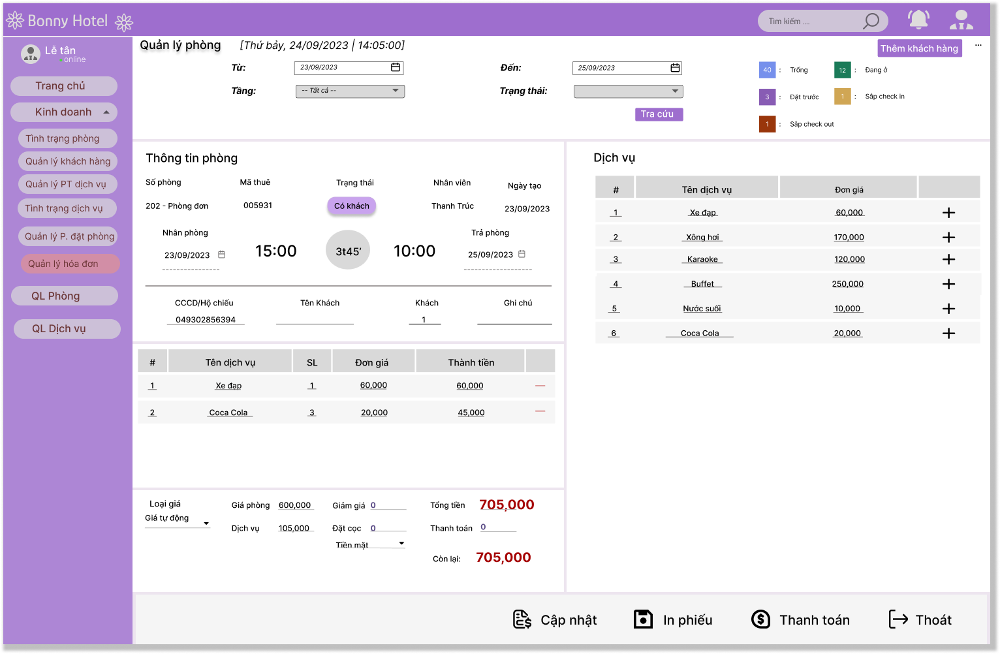 Bonny Hotel
Tìm kiếm ....
Lễ tân
online
Trang chủ
Kinh doanh
Tình trạng phòng
Quản lý khách hàng
Quản lý PT dịch vụ
Tình trạng dịch vụ
Quản lý P. đặt phòng
Quản lý hóa đơn
QL Phòng
QL Dịch vụ
Quản lý phòng [Thứ bảy, 24/09/2023 | 14:05:00]
Thêm khách hàng ...
Từ: 23/09/2023 Đến: 25/09/2023
Tầng: -- Tất cả -- Trạng thái:
Tra cứu
40 : Trống 12 : Đang ở
3 : Đặt trước 1 : Sắp check in
1 : Sắp check out
Thông tin phòng
Số phòng Mã thuê Trạng thái Nhân viên Ngày tạo
202 - Phòng đơn 005931 Có khách Thanh Trúc 23/09/2023
Nhân phòng Trả phòng
23/09/2023 15:00 3t45’ 10:00 25/09/2023
CCCD/Hộ chiếu Tên Khách Khách Ghi chú
049302856394 1
# Tên dịch vụ SL Đơn giá Thành tiền
1 Xe đạp 1 60,000 60,000
2 Coca Cola 3 20,000 45,000
Loại giá Giá phòng 600,000 Giảm giá 0 Tổng tiền 705,000
Giá tự động Dịch vụ 105,000 Đặt cọc 0 Thanh toán 0
Tiền mặt
Còn lại: 705,000
Dịch vụ
# Tên dịch vụ Đơn giá
1 Xe đạp 60,000
2 Xông hơi 170,000
3 Karaoke 120,000
4 Buffet 250,000
5 Nước suối 10,000
6 Coca Cola 20,000
Cập nhật In phiếu Thanh toán Thoát